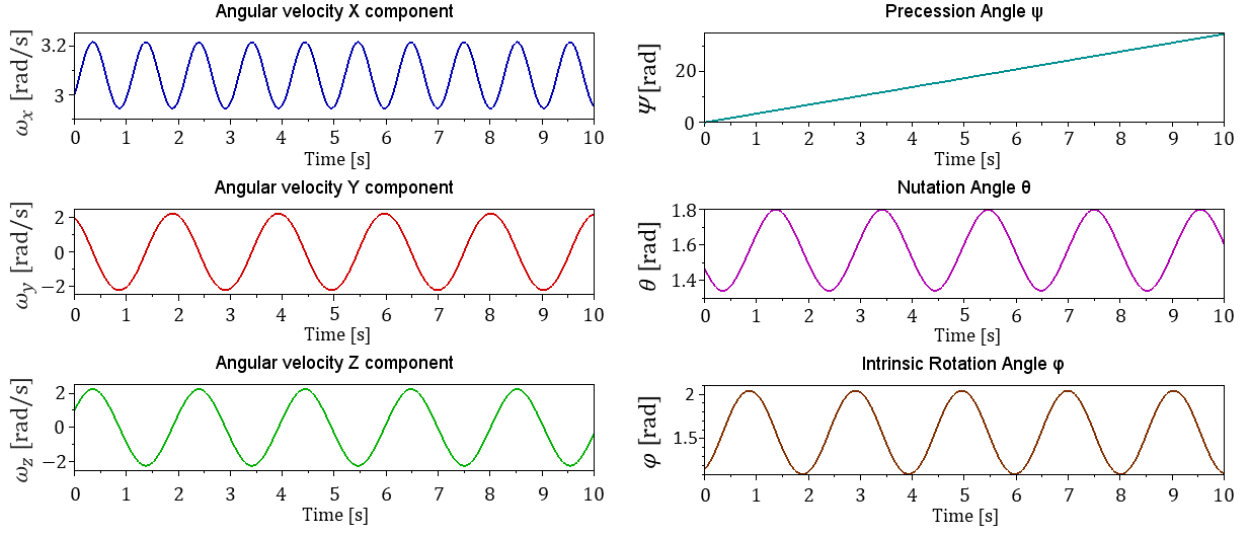 Angular velocity X component
ω_x [rad/s]
3.2
3
0 1 2 3 4 5 6 7 8 9 10
Time [s]
Precession Angle ψ
Ψ[rad]
20
0
0 1 2 3 4 5 6 7 8 9 10
Time [s]
Angular velocity Y component
ω_y [rad/s]
2
0
−2
0 1 2 3 4 5 6 7 8 9 10
Time [s]
Nutation Angle θ
θ [rad]
1.8
1.6
1.4
0 1 2 3 4 5 6 7 8 9 10
Time [s]
Angular velocity Z component
ω_z [rad/s]
2
0
−2
0 1 2 3 4 5 6 7 8 9 10
Time [s]
Intrinsic Rotation Angle φ
φ [rad]
2
1.5
0 1 2 3 4 5 6 7 8 9 10
Time [s]